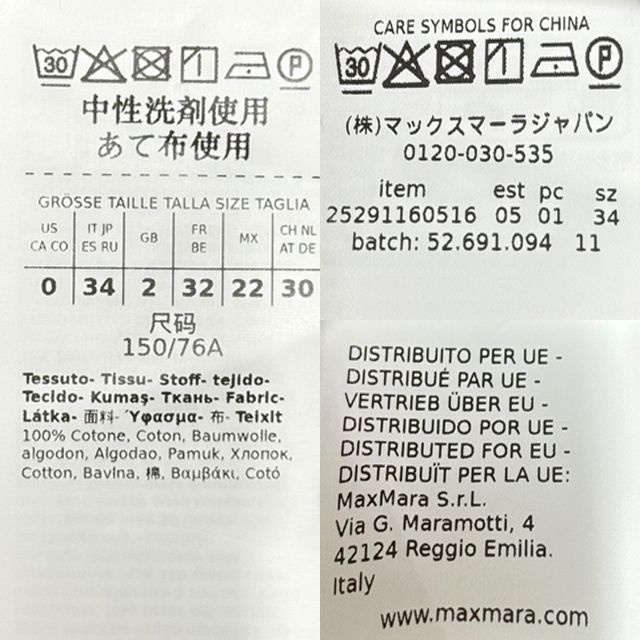 30 P
中性洗剤使用
あて布使用
GRÖSSE TAILLE TALLA SIZE TAGLIA
US CA CO | IT JP ES RU | GB | FR BE | MX | CH NL AT DE
0 | 34 | 2 | 32 | 22 | 30
尺码
150/76A
Tessuto- Tissu- Stoff- tejido-
Tecido- Kumaş- Ткань- Fabric-
Látka- 面料- Ύφασμα- 布- Teixlt
100% Cotone, Coton, Baumwolle,
algodon, Algodao, Pamuk, Хлопок,
Cotton, Bavlna, 棉, Βαμβάκι, Cotó
CARE SYMBOLS FOR CHINA
30 P
(株)マックスマーラジャパン
0120-030-535
item est pc sz
25291160516 05 01 34
batch: 52.691.094 11
DISTRIBUITO PER UE -
DISTRIBUÉ PAR UE -
VERTRIEB ÜBER EU -
DISTRIBUIDO POR UE -
DISTRIBUTED FOR EU -
DISTRIBUÏT PER LA UE:
MaxMara S.r.L.
Via G. Maramotti, 4
42124 Reggio Emilia.
Italy
www.maxmara.com